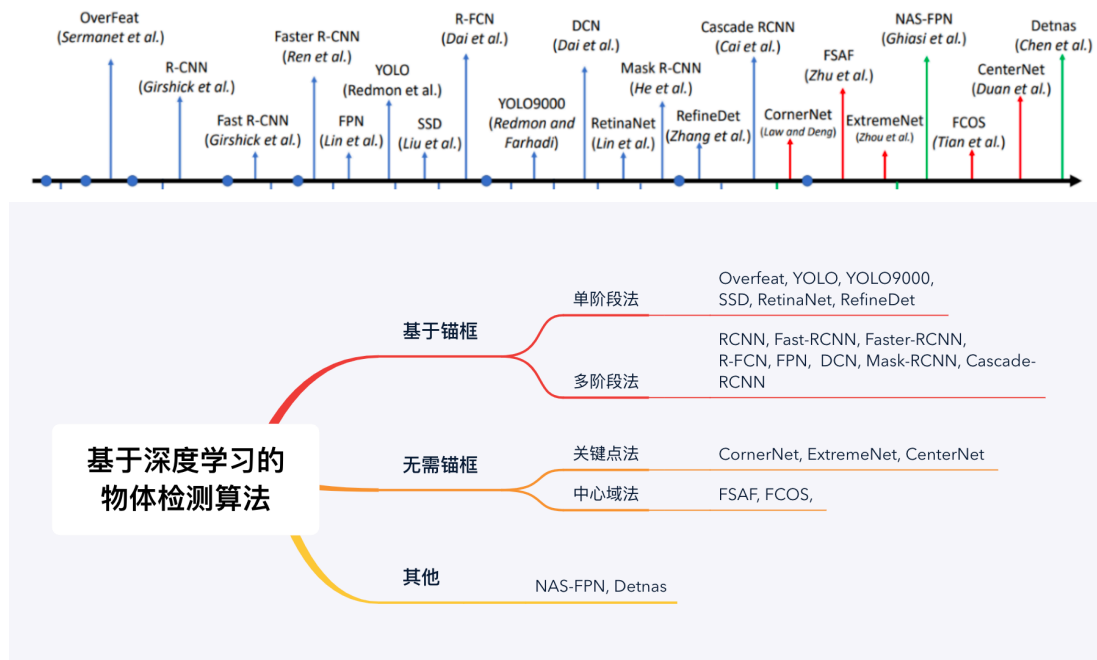 OverFeat
(Sermanet et al.)
R-CNN
(Girshick et al.)
Fast R-CNN
(Girshick et al.)
Faster R-CNN
(Ren et al.)
FPN
(Lin et al.)
YOLO
(Redmon et al.)
SSD
(Liu et al.)
R-FCN
(Dai et al.)
YOLO9000
(Redmon and
Farhadi)
DCN
(Dai et al.)
RetinaNet
(Lin et al.)
Mask R-CNN
(He et al.)
RefineDet
(Zhang et al.)
Cascade RCNN
(Cai et al.)
CornerNet
(Law and Deng)
FSAF
(Zhu et al.)
ExtremeNet
(Zhou et al.)
NAS-FPN
(Ghiasi et al.)
FCOS
(Tian et al.)
CenterNet
(Duan et al.)
Detnas
(Chen et al.)
基于深度学习的
物体检测算法
基于锚框
单阶段法
Overfeat, YOLO, YOLO9000,
SSD, RetinaNet, RefineDet
多阶段法
RCNN, Fast-RCNN, Faster-RCNN,
R-FCN, FPN, DCN, Mask-RCNN, Cascade-
RCNN
无需锚框
关键点法
CornerNet, ExtremeNet, CenterNet
中心域法
FSAF, FCOS,
其他
NAS-FPN, Detnas